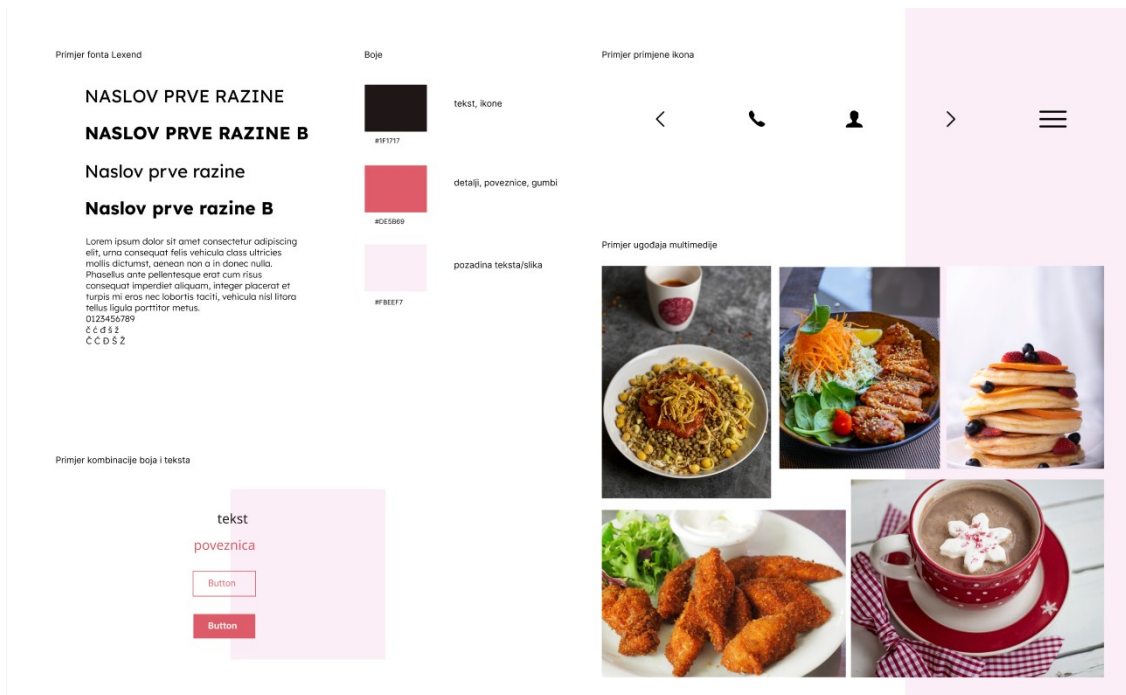 Primjer fonta Lexend
NASLOV PRVE RAZINE
NASLOV PRVE RAZINE B
Naslov prve razine
Naslov prve razine B
Lorem ipsum dolor sit amet consectetur adipiscing
elit, urna consequat felis vehicula class ultricies
mollis dictumst, aenean non a in donec nulla.
Phasellus ante pellentesque erat cum risus
consequat imperdiet aliquam, integer placerat et
turpis mi eros nec lobortis taciti, vehicula nisl litora
tellus ligula porttitor metus.
0123456789
č ć đ š ž
Č Ć Đ Š Ž
Boje
tekst, ikone
#1F1717
detalji, poveznice, gumbi
#DE5B69
pozadina teksta/slika
#FBEEF7
Primjer primjene ikona
Primjer ugođaja multimedije
Primjer kombinacije boja i teksta
tekst
poveznica
Button
Button